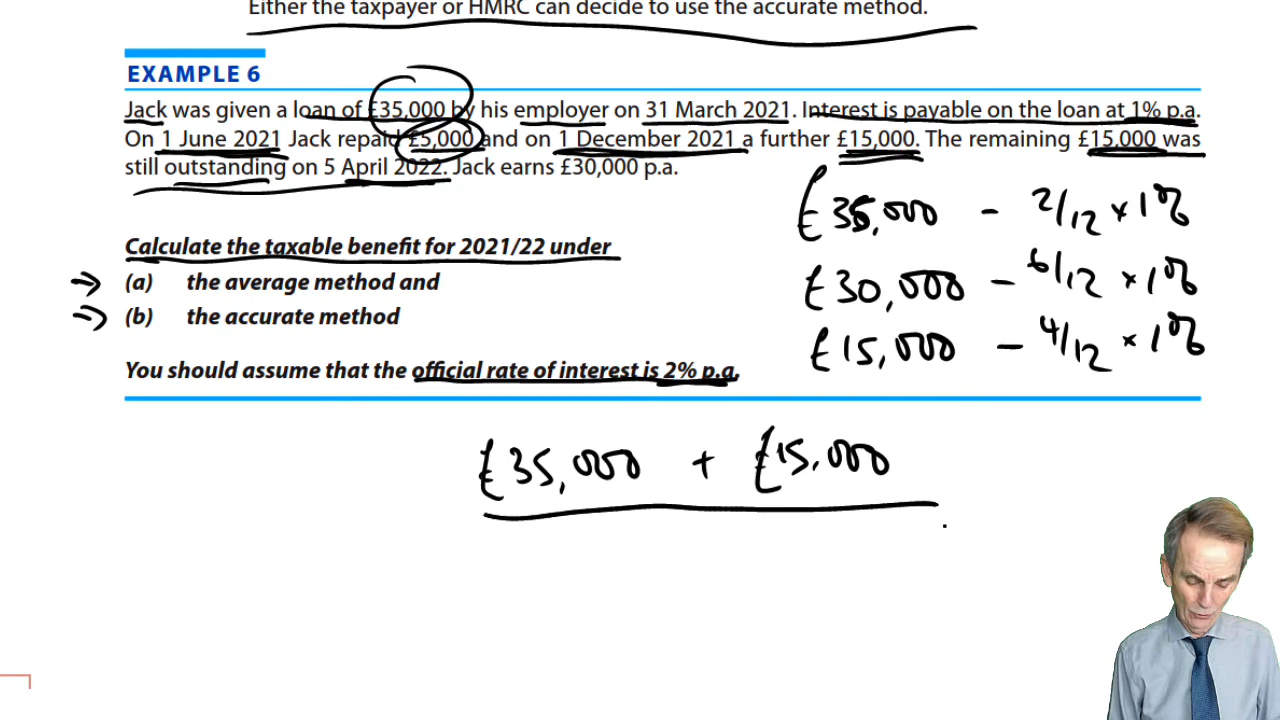 Either the taxpayer or HMRC can decide to use the accurate method.
EXAMPLE 6
Jack was given a loan of £35,000 by his employer on 31 March 2021. Interest is payable on the loan at 1% p.a.
On 1 June 2021 Jack repaid £5,000 and on 1 December 2021 a further £15,000. The remaining £15,000 was
still outstanding on 5 April 2022. Jack earns £30,000 p.a.
£35,000 - 2/12 × 1%
Calculate the taxable benefit for 2021/22 under
(a) the average method and
£30,000 - 6/12 × 1%
(b) the accurate method
£15,000 - 4/12 × 1%
You should assume that the official rate of interest is 2% p.a.
£35,000 + £15,000